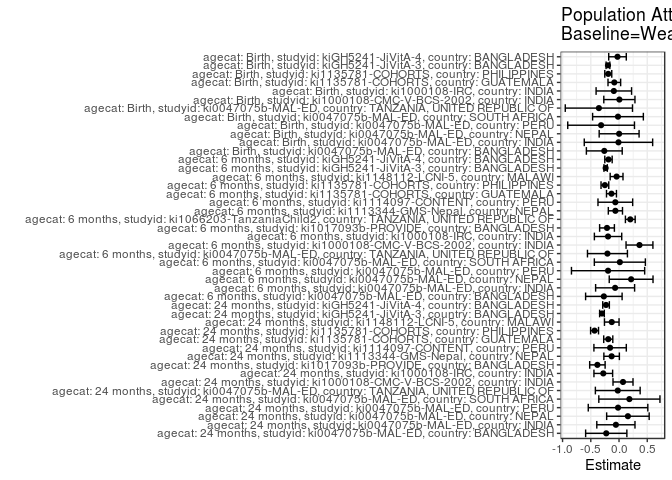 Population Att
Baseline=Wea
agecat: Birth, studyid: kiGH5241-JiVitA-4, country: BANGLADESH
agecat: Birth, studyid: kiGH5241-JiVitA-3, country: BANGLADESH
agecat: Birth, studyid: ki1135781-COHORTS, country: PHILIPPINES
agecat: Birth, studyid: ki1135781-COHORTS, country: GUATEMALA
agecat: Birth, studyid: ki1000108-IRC, country: INDIA
agecat: Birth, studyid: ki1000108-CMC-V-BCS-2002, country: INDIA
agecat: Birth, studyid: ki0047075b-MAL-ED, country: TANZANIA, UNITED REPUBLIC OF
agecat: Birth, studyid: ki0047075b-MAL-ED, country: SOUTH AFRICA
agecat: Birth, studyid: ki0047075b-MAL-ED, country: PERU
agecat: Birth, studyid: ki0047075b-MAL-ED, country: NEPAL
agecat: Birth, studyid: ki0047075b-MAL-ED, country: INDIA
agecat: Birth, studyid: ki0047075b-MAL-ED, country: BANGLADESH
agecat: 6 months, studyid: kiGH5241-JiVitA-4, country: BANGLADESH
agecat: 6 months, studyid: kiGH5241-JiVitA-3, country: BANGLADESH
agecat: 6 months, studyid: ki1148112-LCNI-5, country: MALAWI
agecat: 6 months, studyid: ki1135781-COHORTS, country: PHILIPPINES
agecat: 6 months, studyid: ki1135781-COHORTS, country: GUATEMALA
agecat: 6 months, studyid: ki1114097-CONTENT, country: PERU
agecat: 6 months, studyid: ki1113344-GMS-Nepal, country: NEPAL
agecat: 6 months, studyid: ki1066203-TanzaniaChild2, country: TANZANIA, UNITED REPUBLIC OF
agecat: 6 months, studyid: ki1017093b-PROVIDE, country: BANGLADESH
agecat: 6 months, studyid: ki1000108-IRC, country: INDIA
agecat: 6 months, studyid: ki1000108-CMC-V-BCS-2002, country: INDIA
agecat: 6 months, studyid: ki0047075b-MAL-ED, country: TANZANIA, UNITED REPUBLIC OF
agecat: 6 months, studyid: ki0047075b-MAL-ED, country: SOUTH AFRICA
agecat: 6 months, studyid: ki0047075b-MAL-ED, country: PERU
agecat: 6 months, studyid: ki0047075b-MAL-ED, country: NEPAL
agecat: 6 months, studyid: ki0047075b-MAL-ED, country: INDIA
agecat: 6 months, studyid: ki0047075b-MAL-ED, country: BANGLADESH
agecat: 24 months, studyid: kiGH5241-JiVitA-4, country: BANGLADESH
agecat: 24 months, studyid: kiGH5241-JiVitA-3, country: BANGLADESH
agecat: 24 months, studyid: ki1148112-LCNI-5, country: MALAWI
agecat: 24 months, studyid: ki1135781-COHORTS, country: PHILIPPINES
agecat: 24 months, studyid: ki1135781-COHORTS, country: GUATEMALA
agecat: 24 months, studyid: ki1114097-CONTENT, country: PERU
agecat: 24 months, studyid: ki1113344-GMS-Nepal, country: NEPAL
agecat: 24 months, studyid: ki1017093b-PROVIDE, country: BANGLADESH
agecat: 24 months, studyid: ki1000108-IRC, country: INDIA
agecat: 24 months, studyid: ki1000108-CMC-V-BCS-2002, country: INDIA
agecat: 24 months, studyid: ki0047075b-MAL-ED, country: TANZANIA, UNITED REPUBLIC OF
agecat: 24 months, studyid: ki0047075b-MAL-ED, country: SOUTH AFRICA
agecat: 24 months, studyid: ki0047075b-MAL-ED, country: PERU
agecat: 24 months, studyid: ki0047075b-MAL-ED, country: NEPAL
agecat: 24 months, studyid: ki0047075b-MAL-ED, country: INDIA
agecat: 24 months, studyid: ki0047075b-MAL-ED, country: BANGLADESH
-1.0 -0.5 0.0 0.5
Estimate